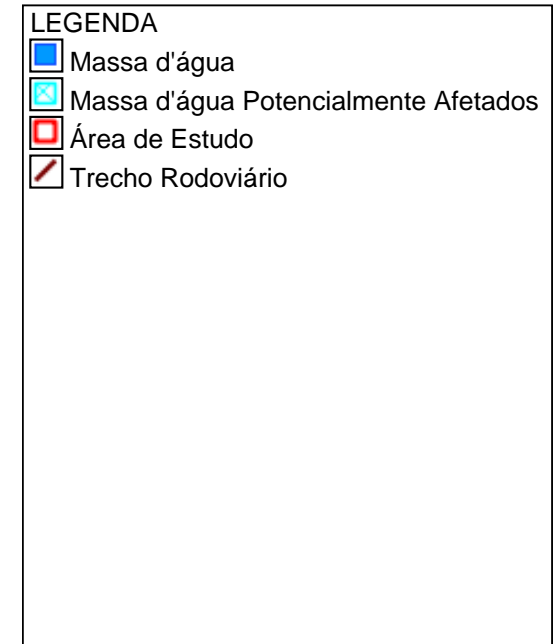 LEGENDA
Massa d'água
Massa d'água Potencialmente Afetados
Área de Estudo
Trecho Rodoviário